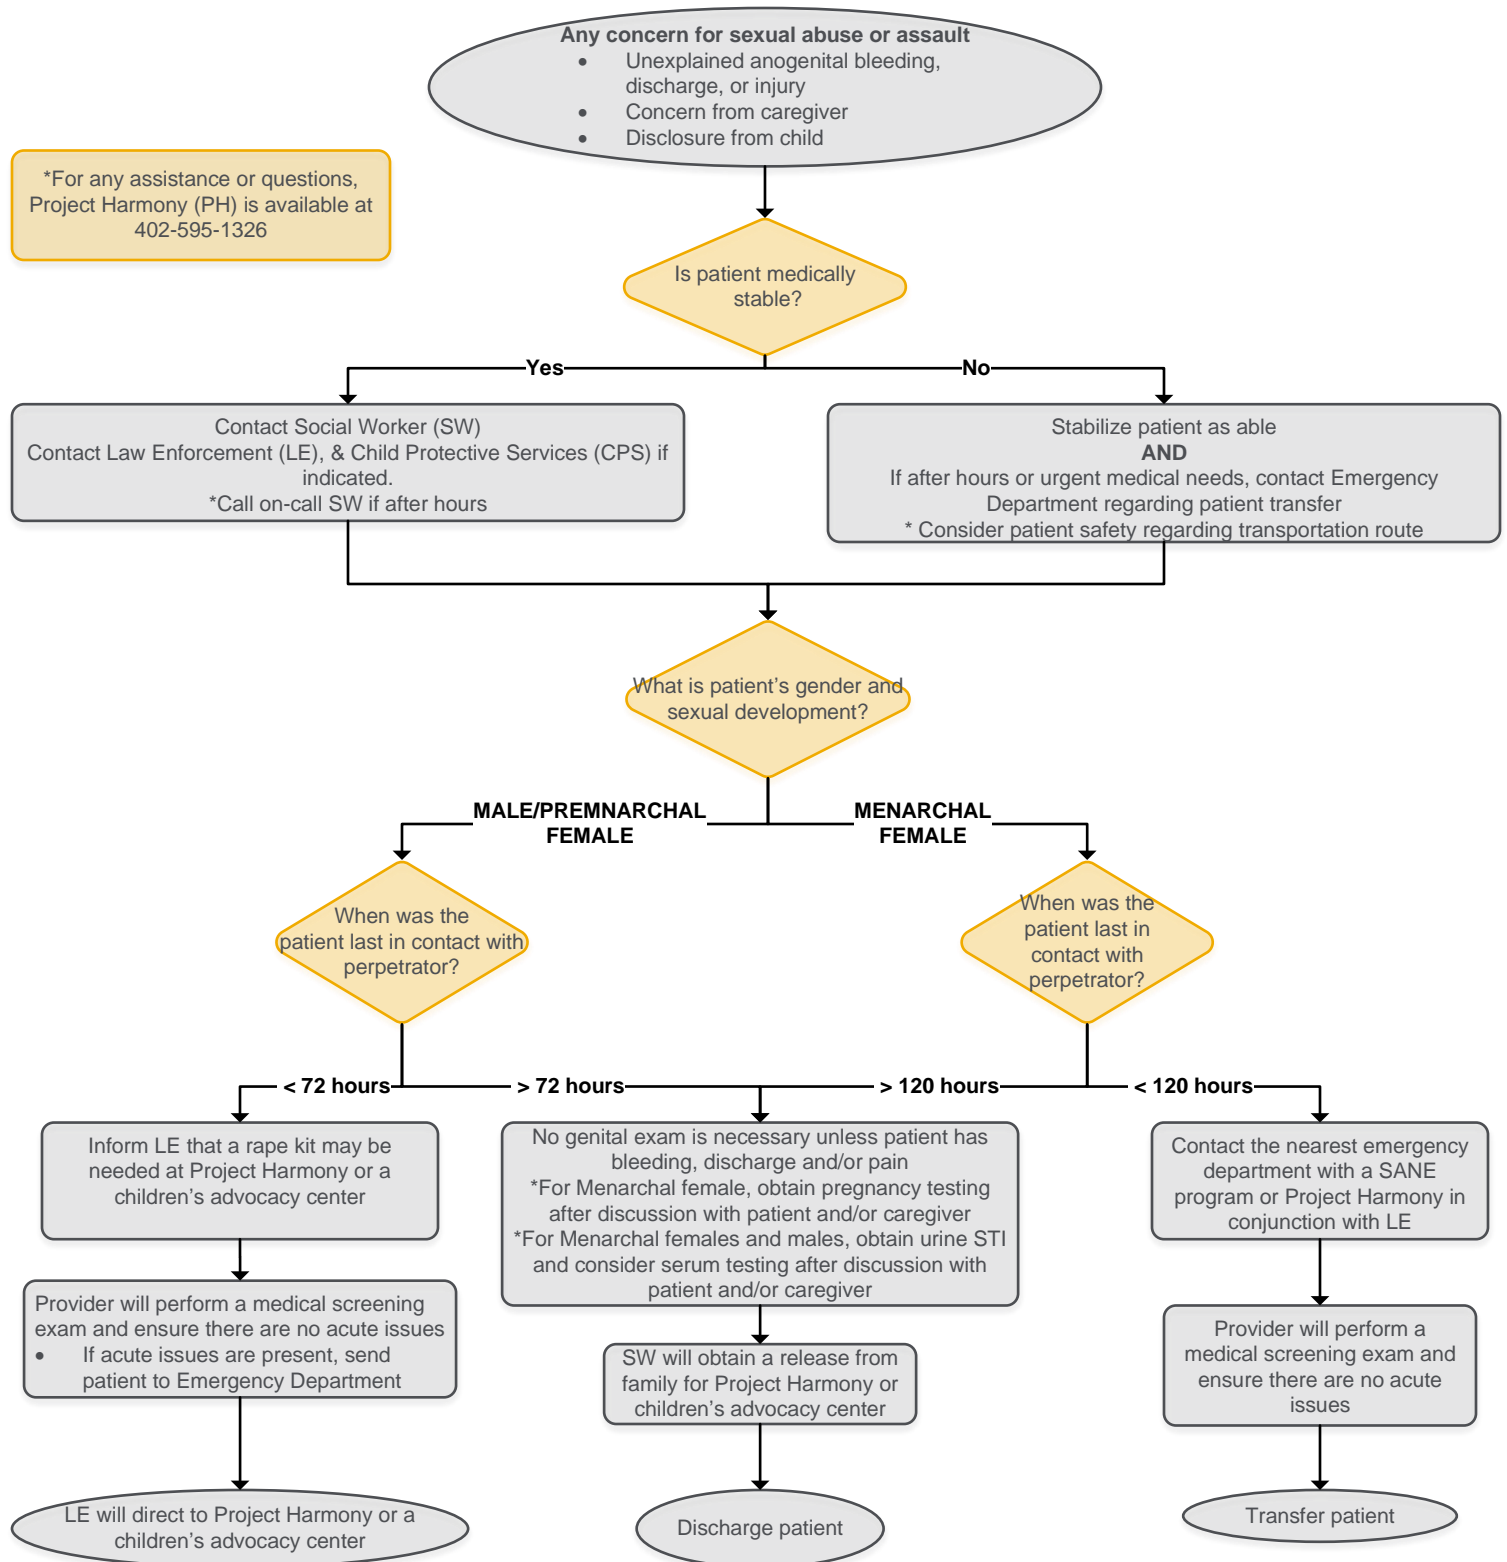 Any concern for sexual abuse or assault
• Unexplained anogenital bleeding,
discharge, or injury
• Concern from caregiver
• Disclosure from child
*For any assistance or questions,
Project Harmony (PH) is available at
402-595-1326
Is patient medically
stable?
Yes
No
Contact Social Worker (SW)
Contact Law Enforcement (LE), & Child Protective Services (CPS) if
indicated.
*Call on-call SW if after hours
Stabilize patient as able
AND
If after hours or urgent medical needs, contact Emergency
Department regarding patient transfer
* Consider patient safety regarding transportation route
What is patient’s gender and
sexual development?
MALE/PREMNARCHAL
FEMALE
MENARCHAL
FEMALE
When was the
patient last in contact with
perpetrator?
When was the
patient last in
contact with
perpetrator?
< 72 hours
> 72 hours
> 120 hours
< 120 hours
Inform LE that a rape kit may be
needed at Project Harmony or a
children’s advocacy center
No genital exam is necessary unless patient has
bleeding, discharge and/or pain
*For Menarchal female, obtain pregnancy testing
after discussion with patient and/or caregiver
*For Menarchal females and males, obtain urine STI
and consider serum testing after discussion with
patient and/or caregiver
Contact the nearest emergency
department with a SANE
program or Project Harmony in
conjunction with LE
Provider will perform a medical screening
exam and ensure there are no acute issues
• If acute issues are present, send
patient to Emergency Department
SW will obtain a release from
family for Project Harmony or
children’s advocacy center
Provider will perform a
medical screening exam and
ensure there are no acute
issues
LE will direct to Project Harmony or a
children’s advocacy center
Discharge patient
Transfer patient